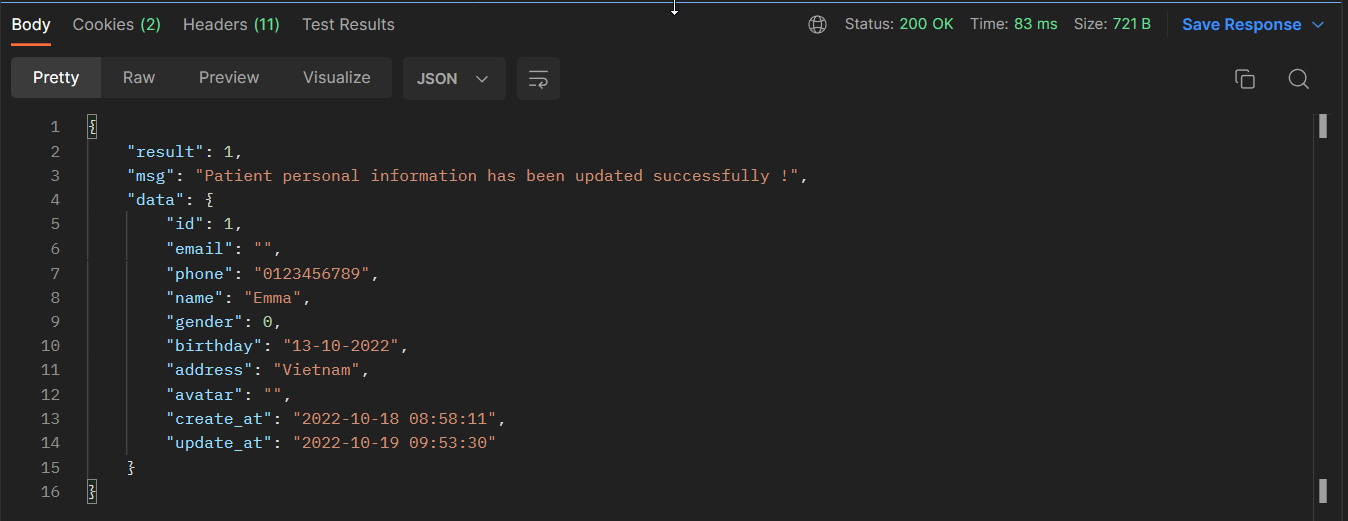 Body Cookies (2) Headers (11) Test Results Status: 200 OK Time: 83 ms Size: 721 B Save Response
Pretty Raw Preview Visualize JSON
1 {
2 "result": 1,
3 "msg": "Patient personal information has been updated successfully !",
4 "data": {
5 "id": 1,
6 "email": "",
7 "phone": "0123456789",
8 "name": "Emma",
9 "gender": 0,
10 "birthday": "13-10-2022",
11 "address": "Vietnam",
12 "avatar": "",
13 "create_at": "2022-10-18 08:58:11",
14 "update_at": "2022-10-19 09:53:30"
15 }
16 }